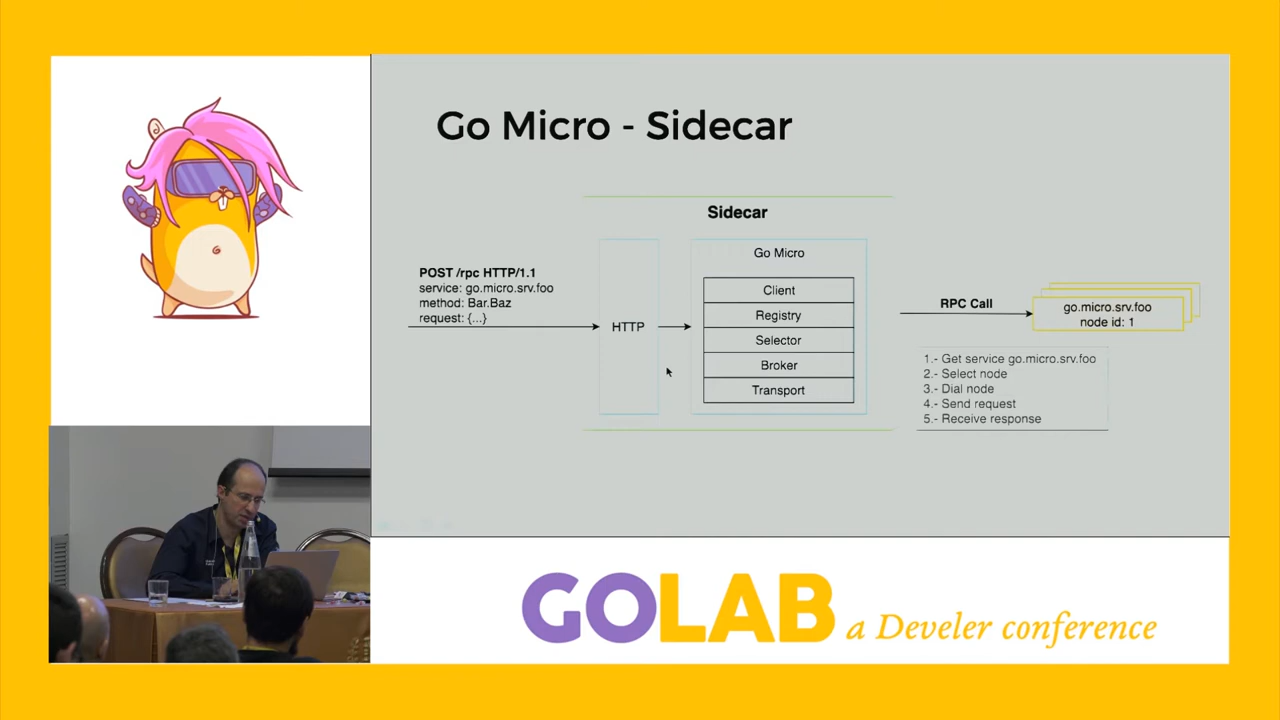 Go Micro - Sidecar
Sidecar
POST /rpc HTTP/1.1
service: go.micro.srv.foo
method: Bar.Baz
request: {...}
HTTP
Go Micro
Client
Registry
Selector
Broker
Transport
RPC Call
go.micro.srv.foo
node id: 1
1.- Get service go.micro.srv.foo
2.- Select node
3.- Dial node
4.- Send request
5.- Receive response
GOLAB a Develer conference